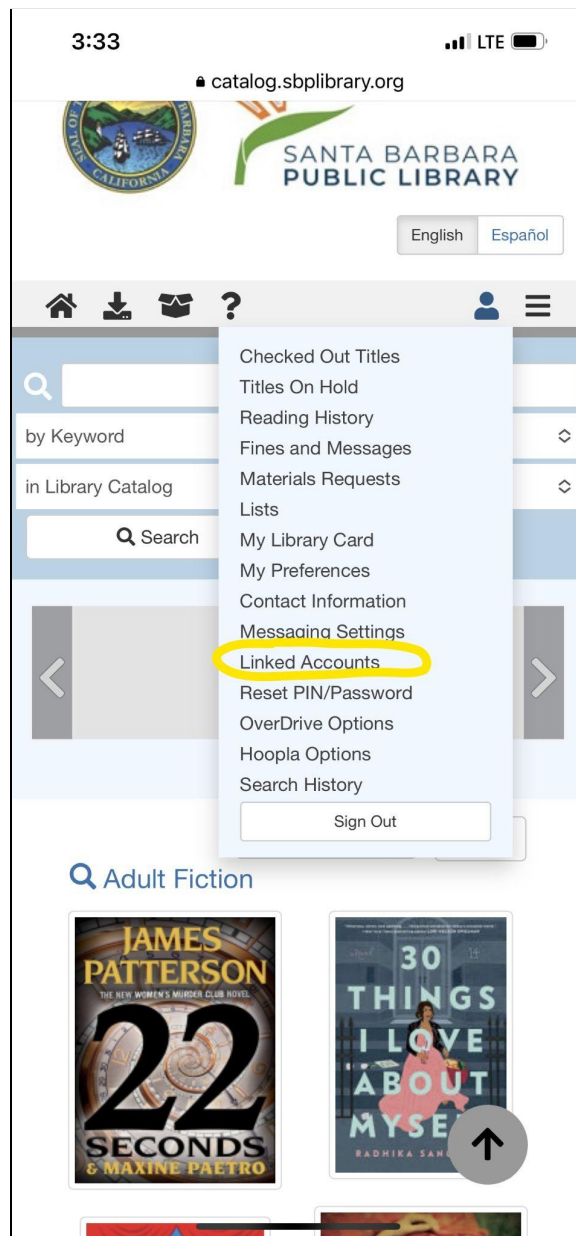 3:33
LTE
catalog.sbplibrary.org
SANTA BARBARA
PUBLIC LIBRARY
English Español
?
Checked Out Titles
Titles On Hold
Reading History
by Keyword
Fines and Messages
Materials Requests
in Library Catalog
Lists
Search
My Library Card
My Preferences
Contact Information
Messaging Settings
Linked Accounts
Reset PIN/Password
OverDrive Options
Hoopla Options
Search History
Sign Out
Adult Fiction
JAMES
PATTERSON
THE NEW WOMEN'S MURDER CLUB NOVEL
22
SECONDS
& MAXINE PAETRO
30
THINGS
I LOVE
ABOUT
RADHIKA